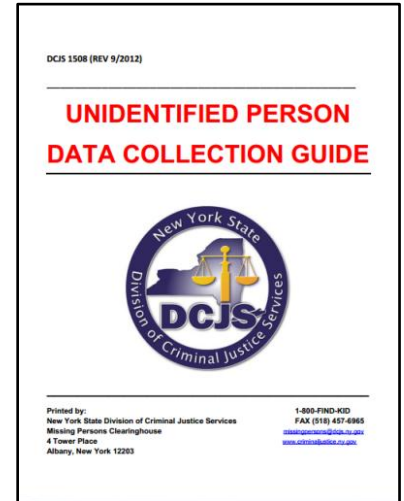 DCJS 1508 (REV 9/2012)
UNIDENTIFIED PERSON
DATA COLLECTION GUIDE
New York State
DCJS
Division of Criminal Justice Services
Printed by:
New York State Division of Criminal Justice Services
Missing Persons Clearinghouse
4 Tower Place
Albany, New York 12203
1-800-FIND-KID
FAX (518) 457-6965
missingpersons@dcjs.ny.gov
www.criminaljustice.ny.gov